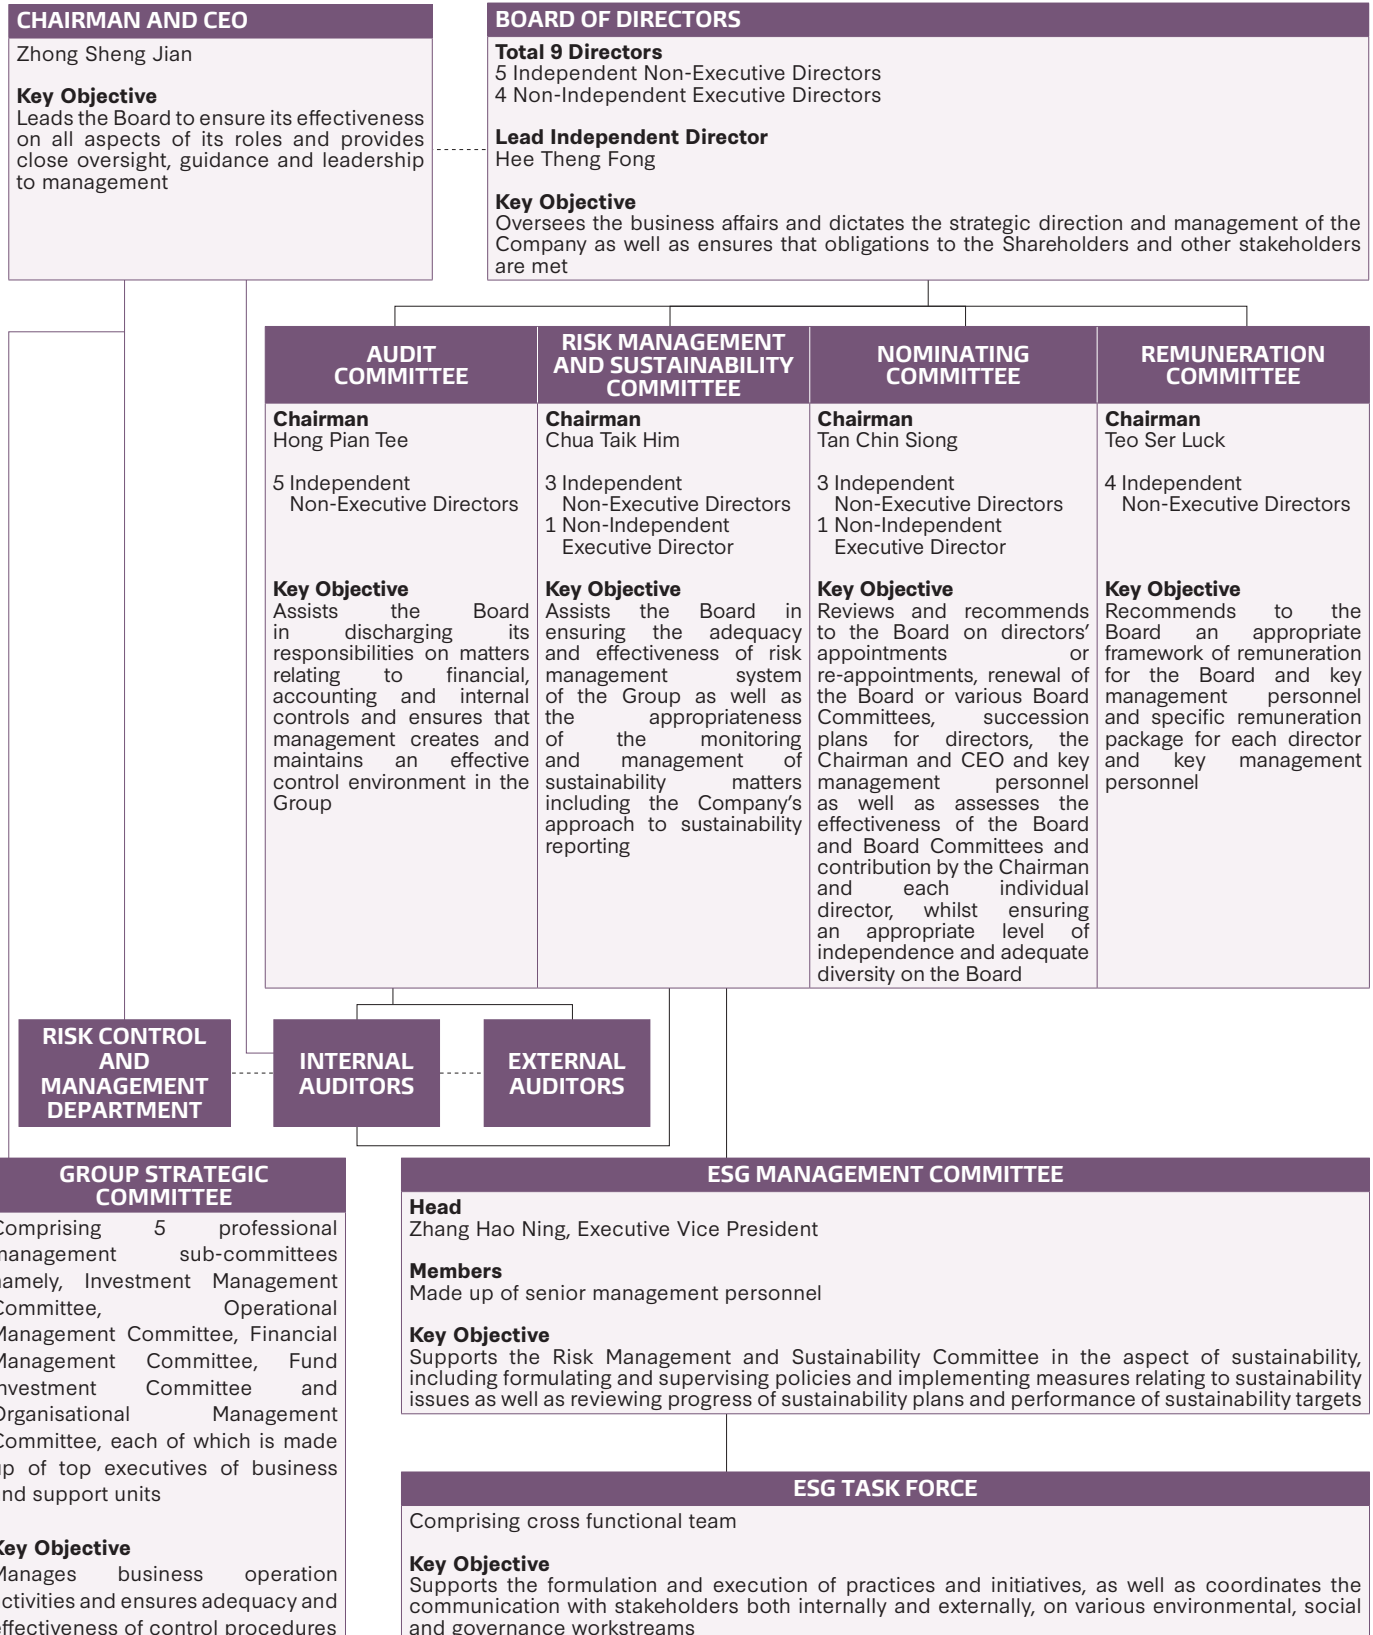 CHAIRMAN AND CEO
Zhong Sheng Jian
Key Objective
Leads the Board to ensure its effectiveness
on all aspects of its roles and provides
close oversight, guidance and leadership
to management
BOARD OF DIRECTORS
Total 9 Directors
5 Independent Non-Executive Directors
4 Non-Independent Executive Directors
Lead Independent Director
Hee Theng Fong
Key Objective
Oversees the business affairs and dictates the strategic direction and management of the
Company as well as ensures that obligations to the Shareholders and other stakeholders
are met
AUDIT
COMMITTEE
Chairman
Hong Pian Tee
5 Independent
Non-Executive Directors
Key Objective
Assists the Board
in discharging its
responsibilities on matters
relating to financial,
accounting and internal
controls and ensures that
management creates and
maintains an effective
control environment in the
Group
RISK MANAGEMENT
AND SUSTAINABILITY
COMMITTEE
Chairman
Chua Taik Him
3 Independent
Non-Executive Directors
1 Non-Independent
Executive Director
Key Objective
Assists the Board in
ensuring the adequacy
and effectiveness of risk
management system
of the Group as well as
the appropriateness
of the monitoring
and management of
sustainability matters
including the Company’s
approach to sustainability
reporting
NOMINATING
COMMITTEE
Chairman
Tan Chin Siong
3 Independent
Non-Executive Directors
1 Non-Independent
Executive Director
Key Objective
Reviews and recommends
to the Board on directors’
appointments or
re-appointments, renewal of
the Board or various Board
Committees, succession
plans for directors, the
Chairman and CEO and key
management personnel
as well as assesses the
effectiveness of the Board
and Board Committees and
contribution by the Chairman
and each individual
director, whilst ensuring
an appropriate level of
independence and adequate
diversity on the Board
REMUNERATION
COMMITTEE
Chairman
Teo Ser Luck
4 Independent
Non-Executive Directors
Key Objective
Recommends to the
Board an appropriate
framework of remuneration
for the Board and key
management personnel
and specific remuneration
package for each director
and key management
personnel
RISK CONTROL
AND
MANAGEMENT
DEPARTMENT
INTERNAL
AUDITORS
EXTERNAL
AUDITORS
GROUP STRATEGIC
COMMITTEE
Comprising 5 professional
management sub-committees
namely, Investment Management
Committee, Operational
Management Committee, Financial
Management Committee, Fund
Investment Committee and
Organisational Management
Committee, each of which is made
up of top executives of business
and support units
Key Objective
Manages business operation
activities and ensures adequacy and
effectiveness of control procedures
ESG MANAGEMENT COMMITTEE
Head
Zhang Hao Ning, Executive Vice President
Members
Made up of senior management personnel
Key Objective
Supports the Risk Management and Sustainability Committee in the aspect of sustainability,
including formulating and supervising policies and implementing measures relating to sustainability
issues as well as reviewing progress of sustainability plans and performance of sustainability targets
ESG TASK FORCE
Comprising cross functional team
Key Objective
Supports the formulation and execution of practices and initiatives, as well as coordinates the
communication with stakeholders both internally and externally, on various environmental, social
and governance workstreams